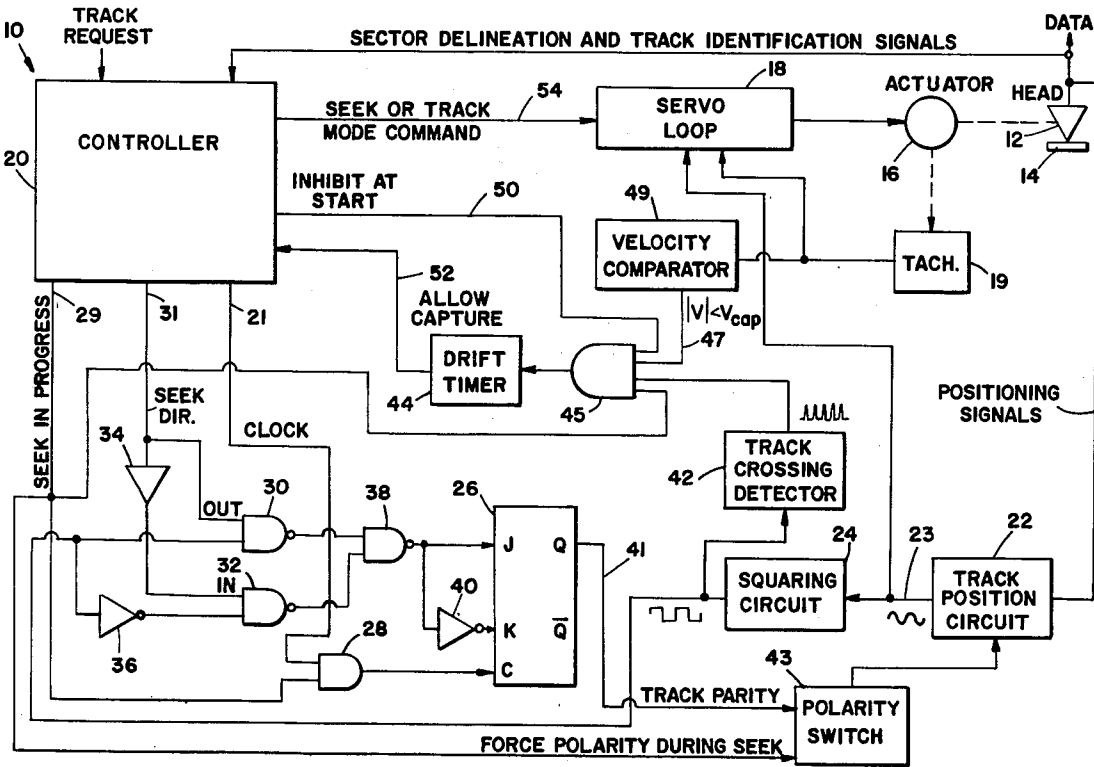 TRACK
REQUEST
10
SECTOR DELINEATION AND TRACK IDENTIFICATION SIGNALS
DATA
CONTROLLER
20
SEEK OR TRACK
MODE COMMAND
54
18
SERVO
LOOP
ACTUATOR
16
HEAD
12
14
INHIBIT AT
START
50
49
VELOCITY
COMPARATOR
TACH.
19
29
31
21
52
ALLOW
CAPTURE
|V|<Vcap
47
DRIFT
TIMER
44
45
SEEK IN PROGRESS
SEEK
DIR.
CLOCK
POSITIONING
SIGNALS
TRACK
CROSSING
DETECTOR
42
34
OUT
30
38
26
J
Q
41
24
23
22
32
IN
SQUARING
CIRCUIT
TRACK
POSITION
CIRCUIT
36
40
K
Q̅
28
C
43
TRACK PARITY
POLARITY
SWITCH
FORCE POLARITY DURING SEEK